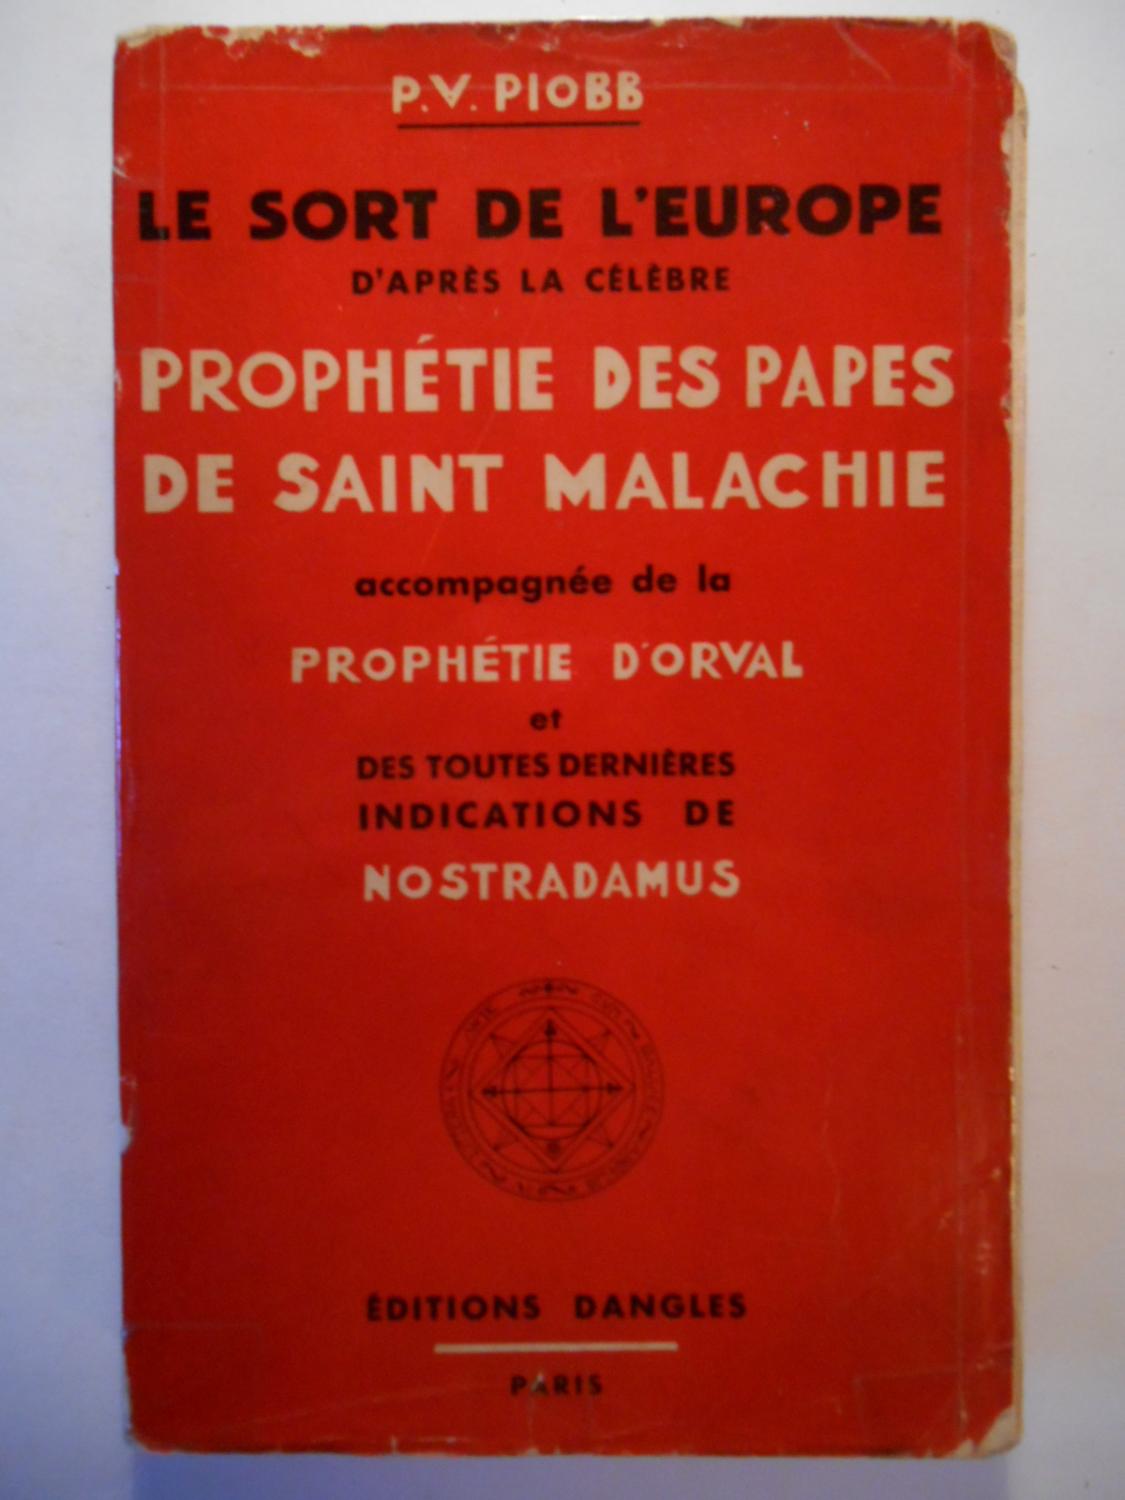 P.V. PIOBB
LE SORT DE L'EUROPE
D'APRÈS LA CÉLÈBRE
PROPHÉTIE DES PAPES
DE SAINT MALACHIE
accompagnée de la
PROPHÉTIE D'ORVAL
et
DES TOUTES DERNIÈRES
INDICATIONS DE
NOSTRADAMUS
ÉDITIONS DANGLES
PARIS